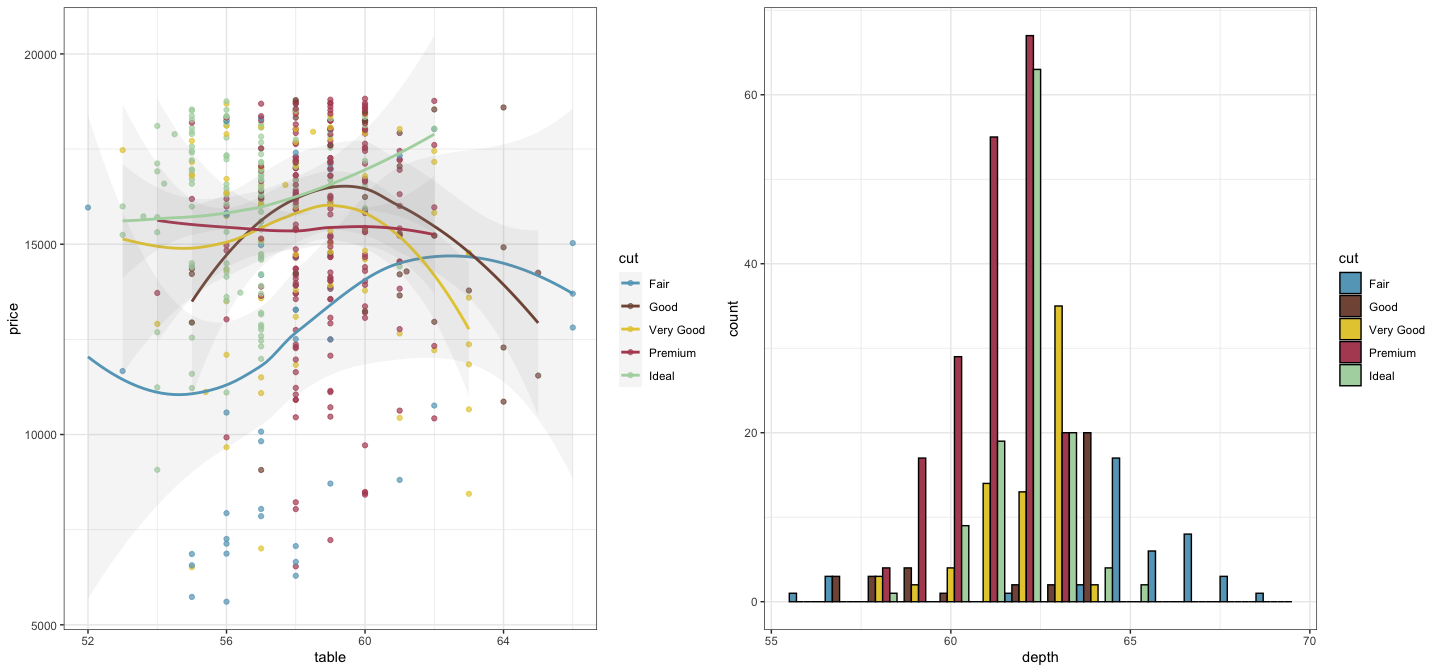 20000
15000
10000
5000
price
52
56
60
64
table
cut
Fair
Good
Very Good
Premium
Ideal
60
40
20
0
count
55
60
65
70
depth
cut
Fair
Good
Very Good
Premium
Ideal